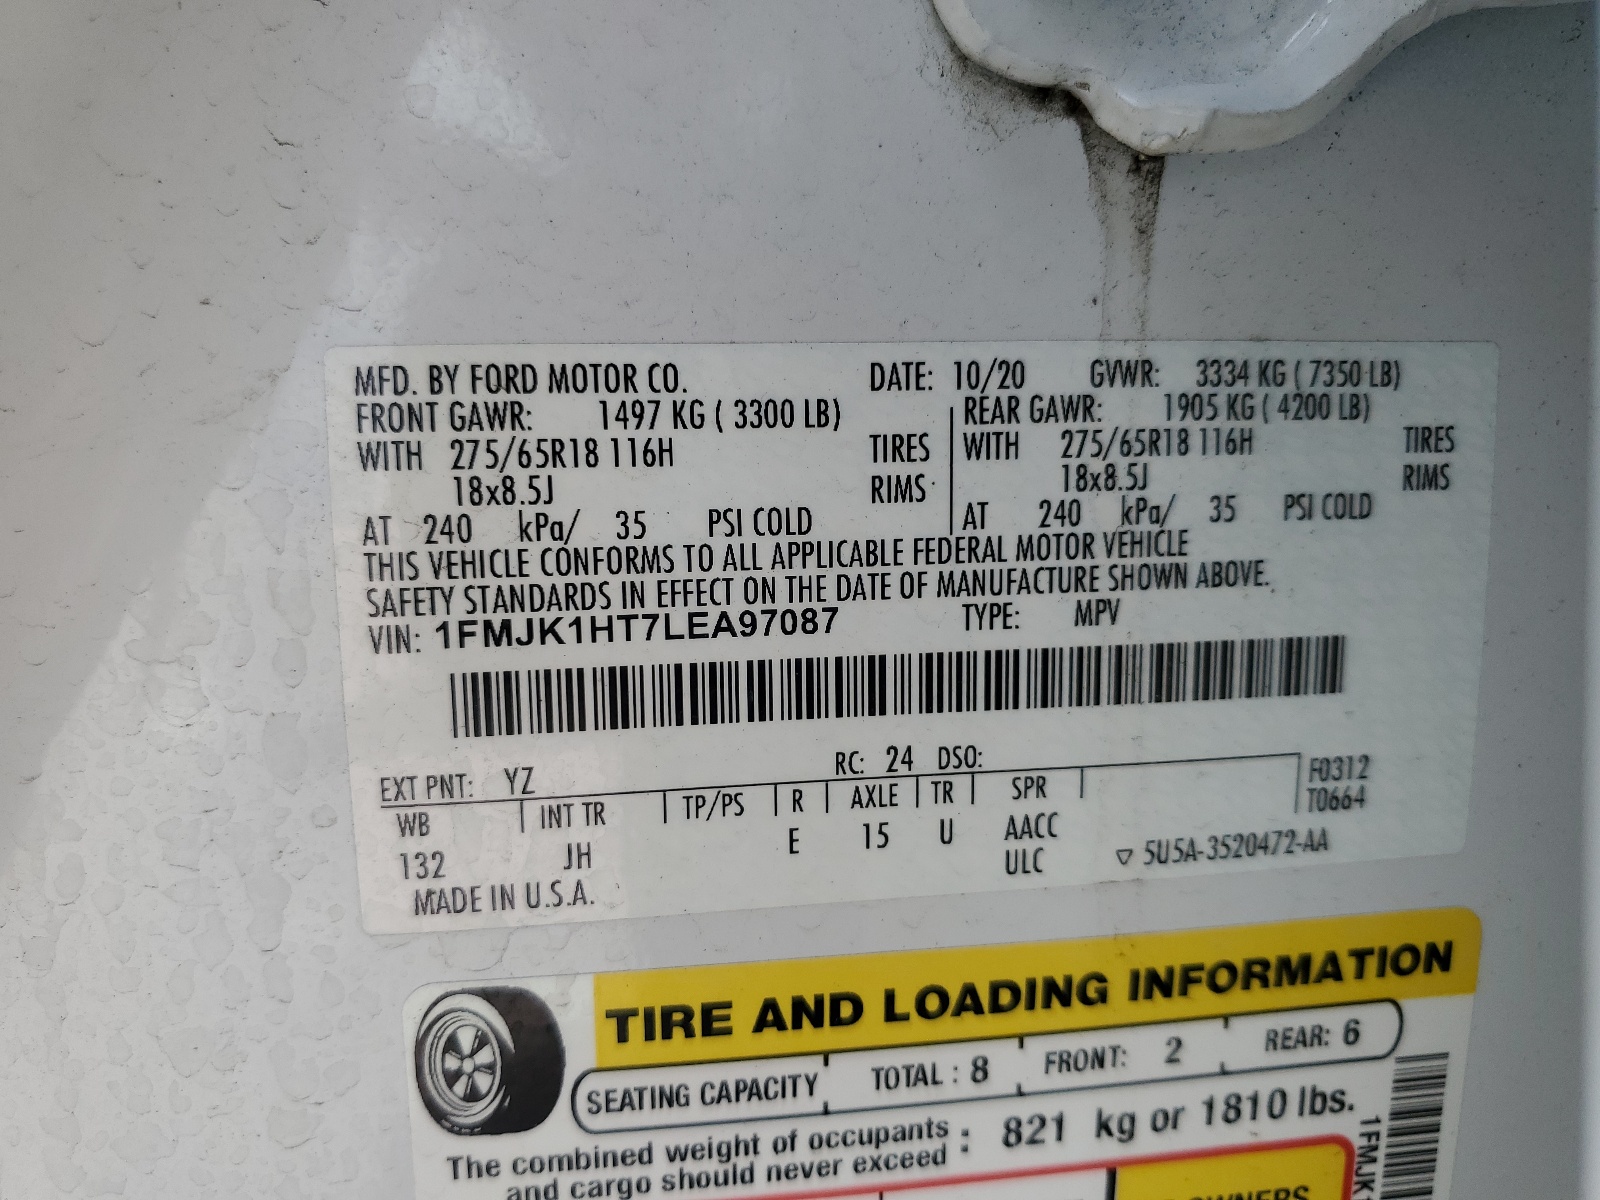 MFD. BY FORD MOTOR CO. DATE: 10/20 GVWR: 3334 KG ( 7350 LB)
FRONT GAWR: 1497 KG ( 3300 LB) REAR GAWR: 1905 KG ( 4200 LB)
WITH 275/65R18 116H TIRES WITH 275/65R18 116H TIRES
18x8.5J RIMS 18x8.5J RIMS
AT 240 kPa/ 35 PSI COLD AT 240 kPa/ 35 PSI COLD
THIS VEHICLE CONFORMS TO ALL APPLICABLE FEDERAL MOTOR VEHICLE
SAFETY STANDARDS IN EFFECT ON THE DATE OF MANUFACTURE SHOWN ABOVE.
VIN: 1FMJK1HT7LEA97087 TYPE: MPV
EXT PNT: YZ RC: 24 DSO: F0312
WB INT TR TP/PS R AXLE TR SPR T0664
132 JH E 15 U AACC
ULC ▽ 5U5A-3520472-AA
MADE IN U.S.A.
TIRE AND LOADING INFORMATION
SEATING CAPACITY TOTAL : 8 FRONT: 2 REAR: 6
The combined weight of occupants : 821 kg or 1810 lbs.
and cargo should never exceed
1FMJK1
OWNERS